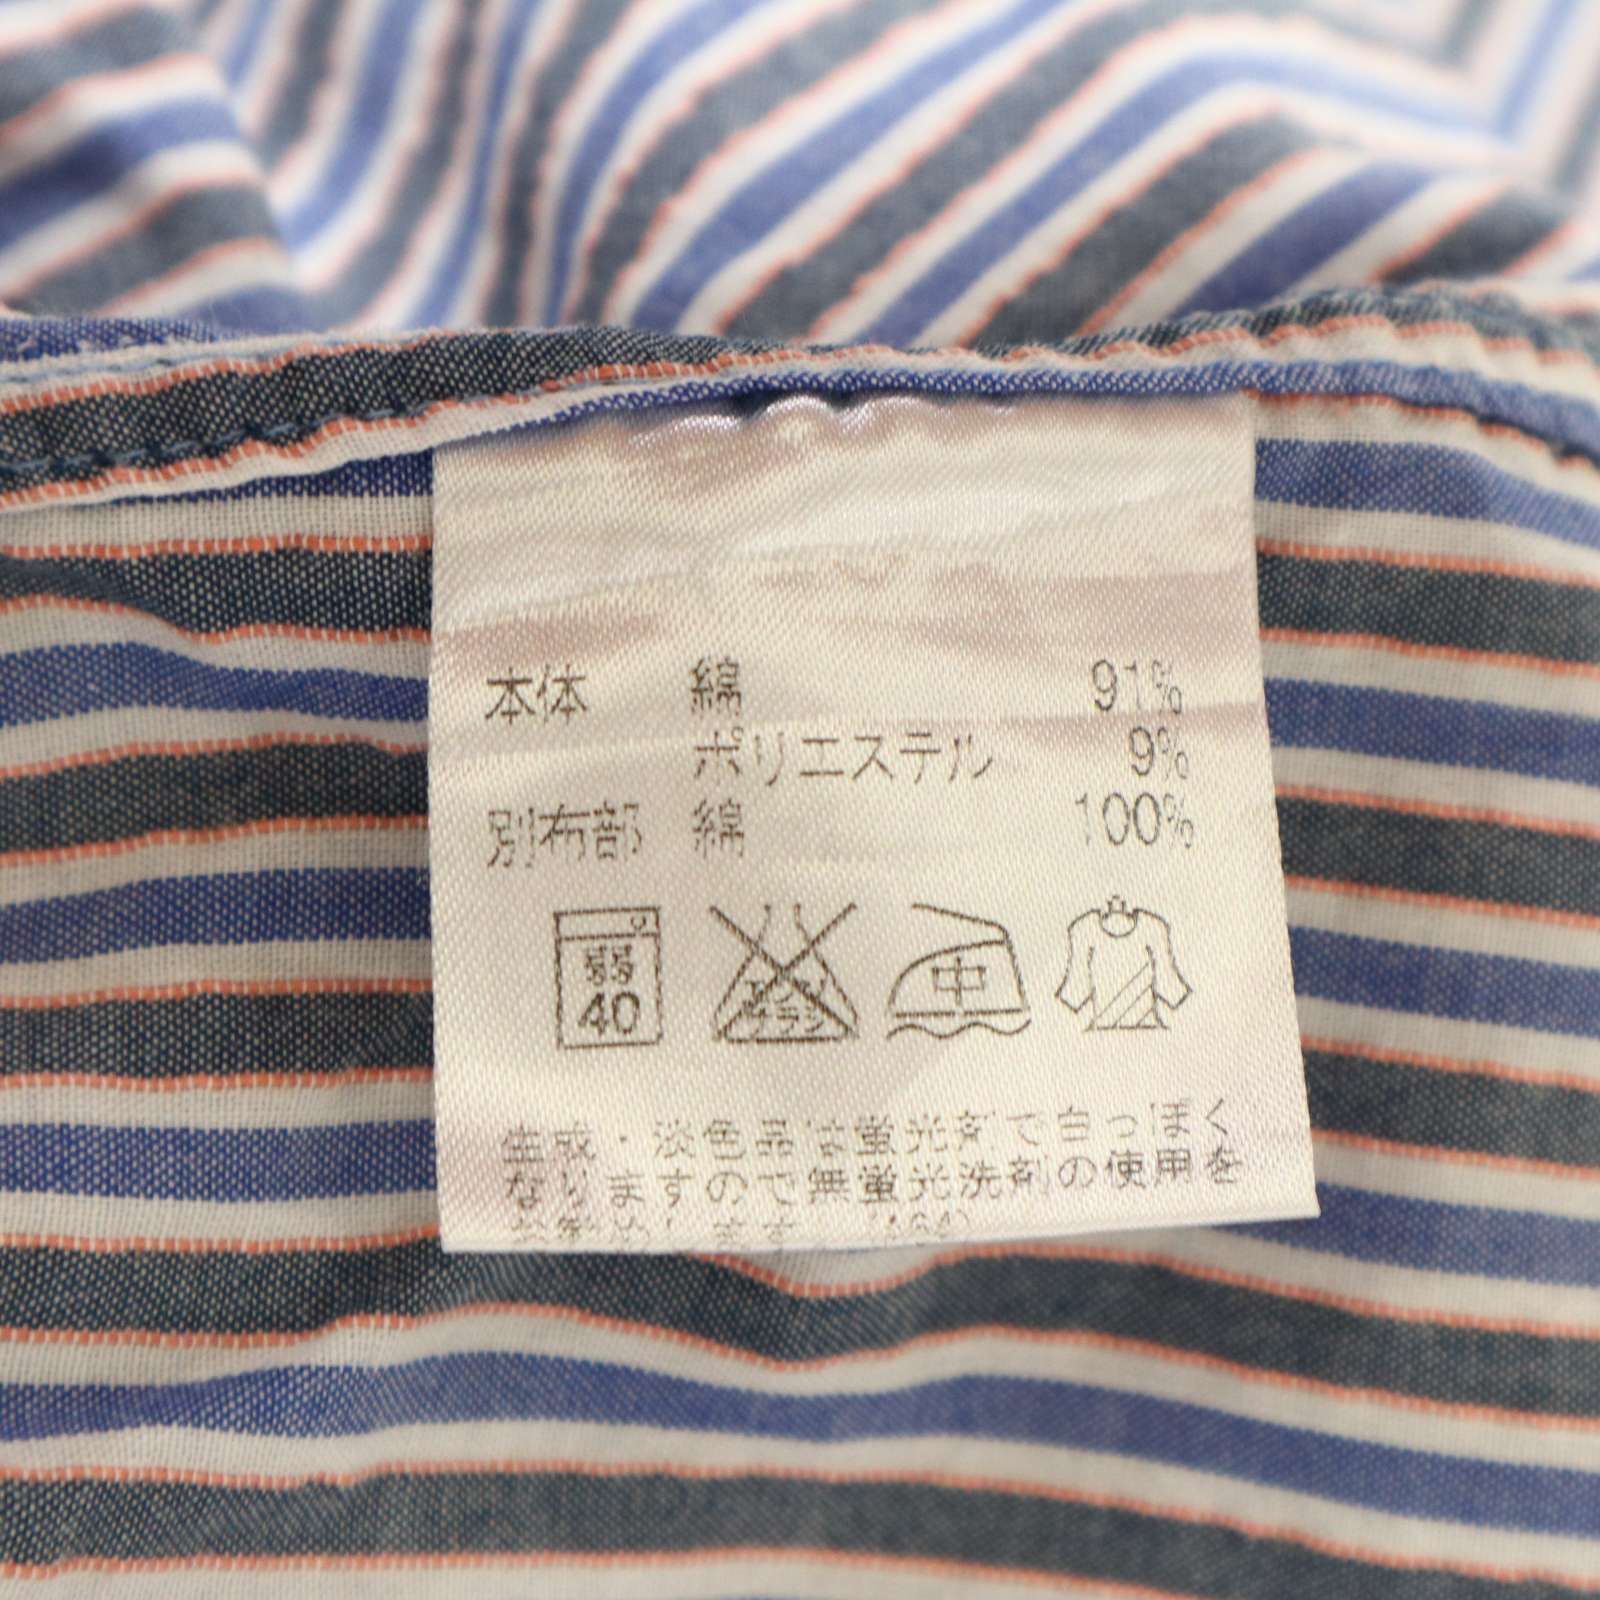 本体 綿 91%
ポリエステル 9%
別布部 綿 100%
弱
40
中
生成・淡色品は蛍光剤で白っぽく
なりますので無蛍光洗剤の使用を